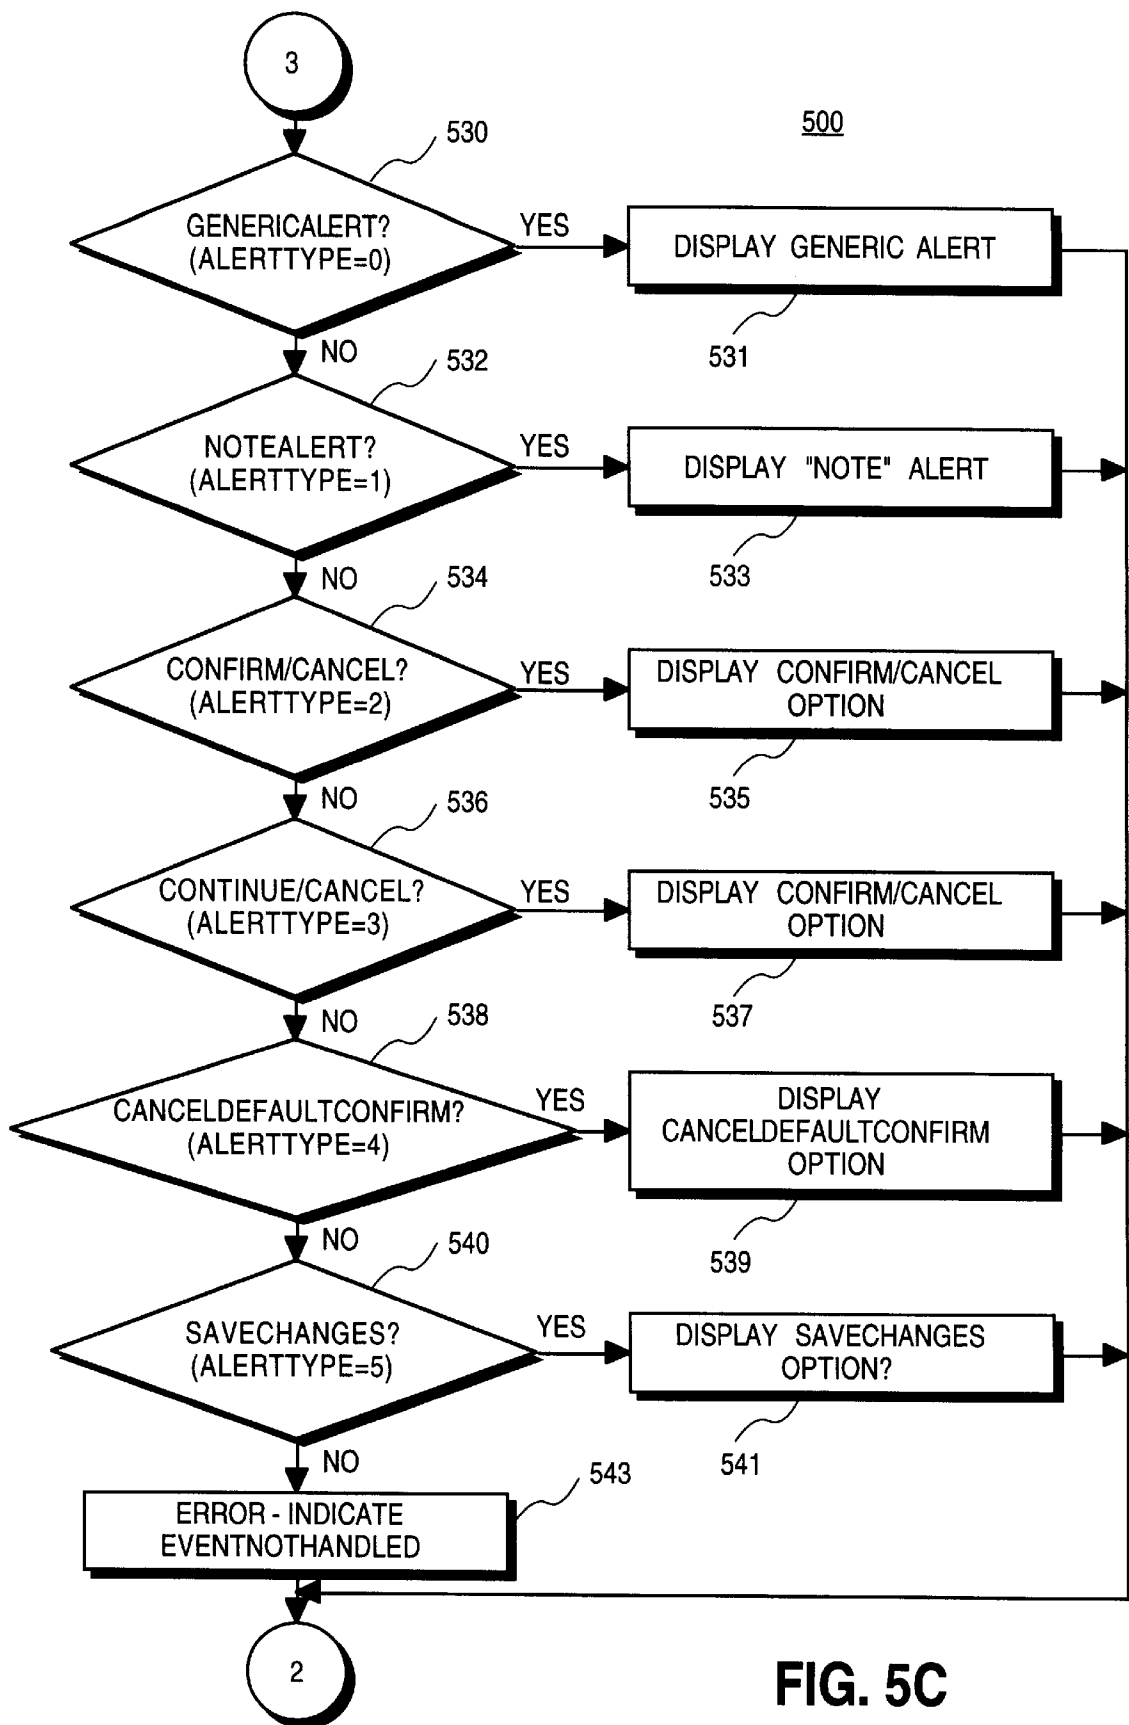 3
530
500
GENERICALERT?
(ALERTTYPE=0)
YES
DISPLAY GENERIC ALERT
531
NO
532
NOTEALERT?
(ALERTTYPE=1)
YES
DISPLAY "NOTE" ALERT
533
NO
534
CONFIRM/CANCEL?
(ALERTTYPE=2)
YES
DISPLAY CONFIRM/CANCEL
OPTION
535
NO
536
CONTINUE/CANCEL?
(ALERTTYPE=3)
YES
DISPLAY CONFIRM/CANCEL
OPTION
537
NO
538
CANCELDEFAULTCONFIRM?
(ALERTTYPE=4)
YES
DISPLAY
CANCELDEFAULTCONFIRM
OPTION
539
NO
540
SAVECHANGES?
(ALERTTYPE=5)
YES
DISPLAY SAVECHANGES
OPTION?
541
NO
543
ERROR - INDICATE
EVENTNOTHANDLED
2
FIG. 5C